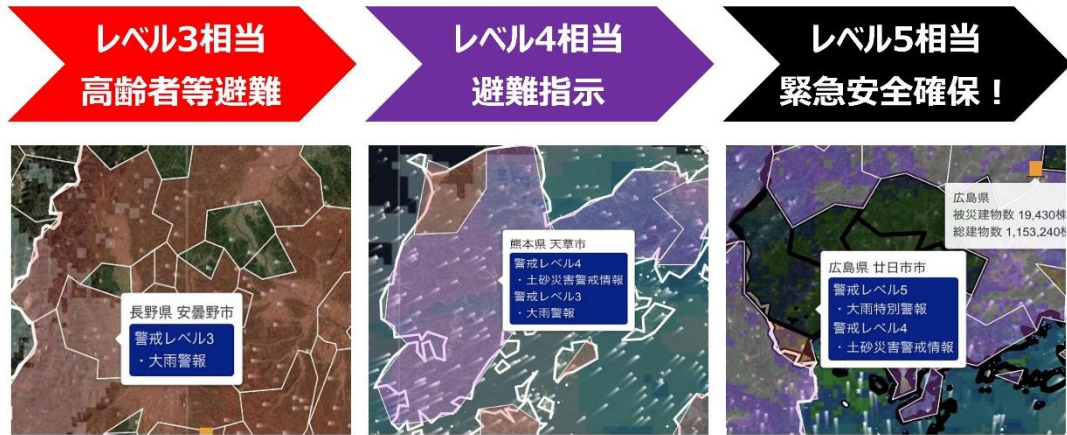 レベル3相当
高齢者等避難
レベル4相当
避難指示
レベル5相当
緊急安全確保！
長野県 安曇野市
警戒レベル3
・大雨警報
熊本県 天草市
警戒レベル4
・土砂災害警戒情報
警戒レベル3
・大雨警報
広島県
被災建物数 19,430棟
総建物数 1,153,240棟
広島県 廿日市市
警戒レベル5
・大雨特別警報
警戒レベル4
・土砂災害警戒情報